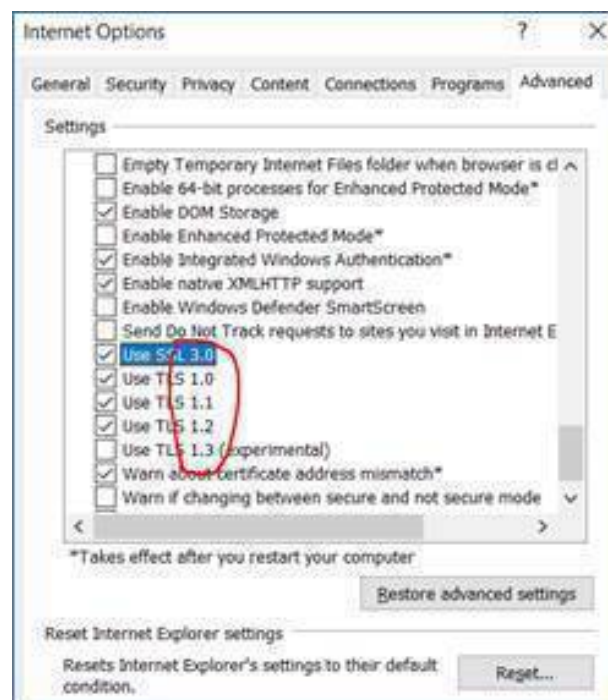 Internet Options ? X
General Security Privacy Content Connections Programs Advanced
Settings
Empty Temporary Internet Files folder when browser is cl
Enable 64-bit processes for Enhanced Protected Mode*
Enable DOM Storage
Enable Enhanced Protected Mode*
Enable Integrated Windows Authentication*
Enable native XMLHTTP support
Enable Windows Defender SmartScreen
Send Do Not Track requests to sites you visit in Internet E
Use SSL 3.0
Use TLS 1.0
Use TLS 1.1
Use TLS 1.2
Use TLS 1.3 (experimental)
Warn about certificate address mismatch*
Warn if changing between secure and not secure mode
*Takes effect after you restart your computer
Restore advanced settings
Reset Internet Explorer settings
Resets Internet Explorer's settings to their default
condition.
Reset...